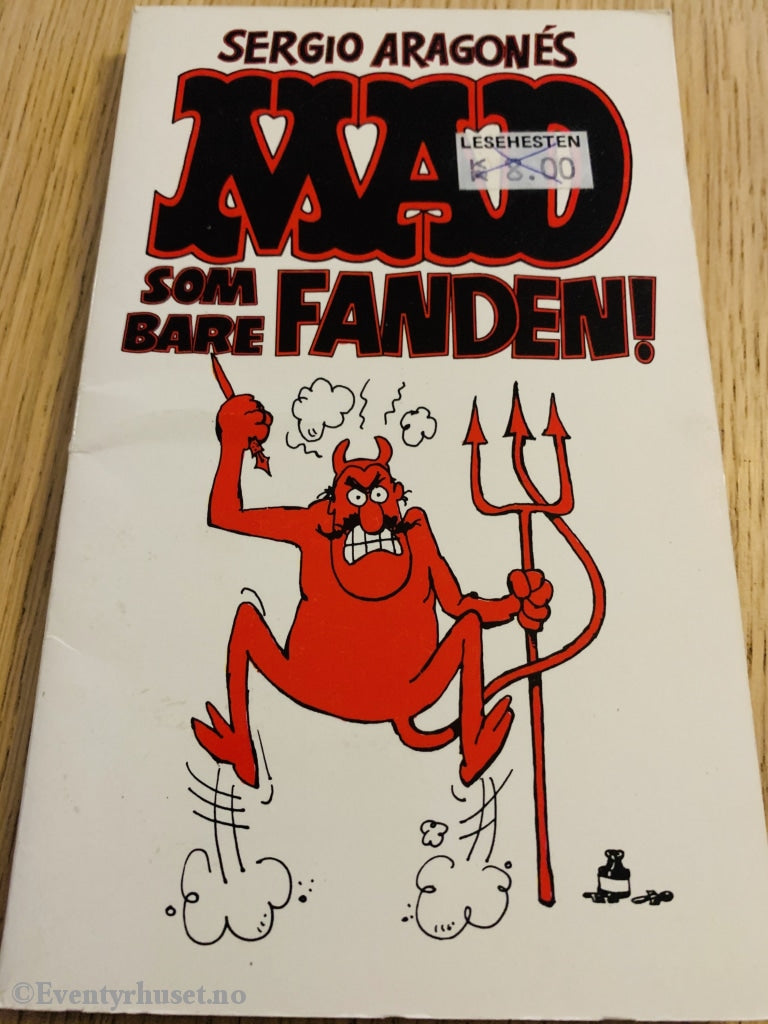 SERGIO ARAGONÉS
MAD
LESEHESTEN
K 8.00
SOM
BARE FANDEN!
©Eventyrhuset.no